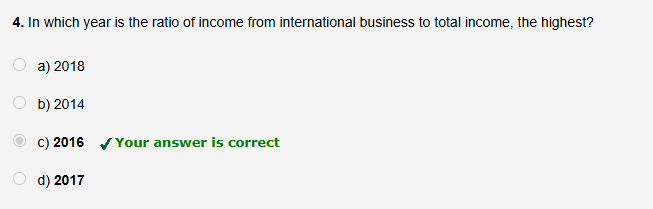 4. In which year is the ratio of income from international business to total income, the highest?
a) 2018
b) 2014
c) 2016 ✓Your answer is correct
d) 2017